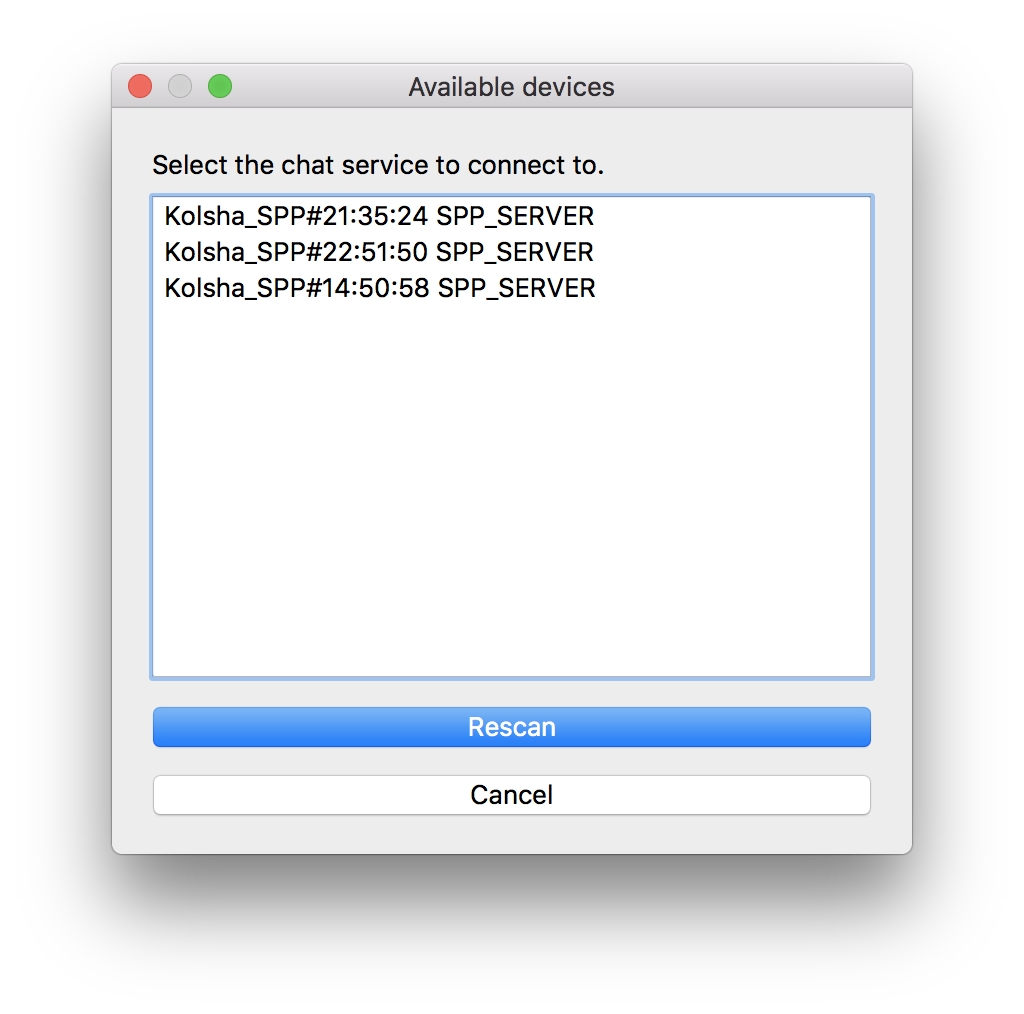 Available devices
Select the chat service to connect to.
Kolsha_SPP#21:35:24 SPP_SERVER
Kolsha_SPP#22:51:50 SPP_SERVER
Kolsha_SPP#14:50:58 SPP_SERVER
Rescan
Cancel